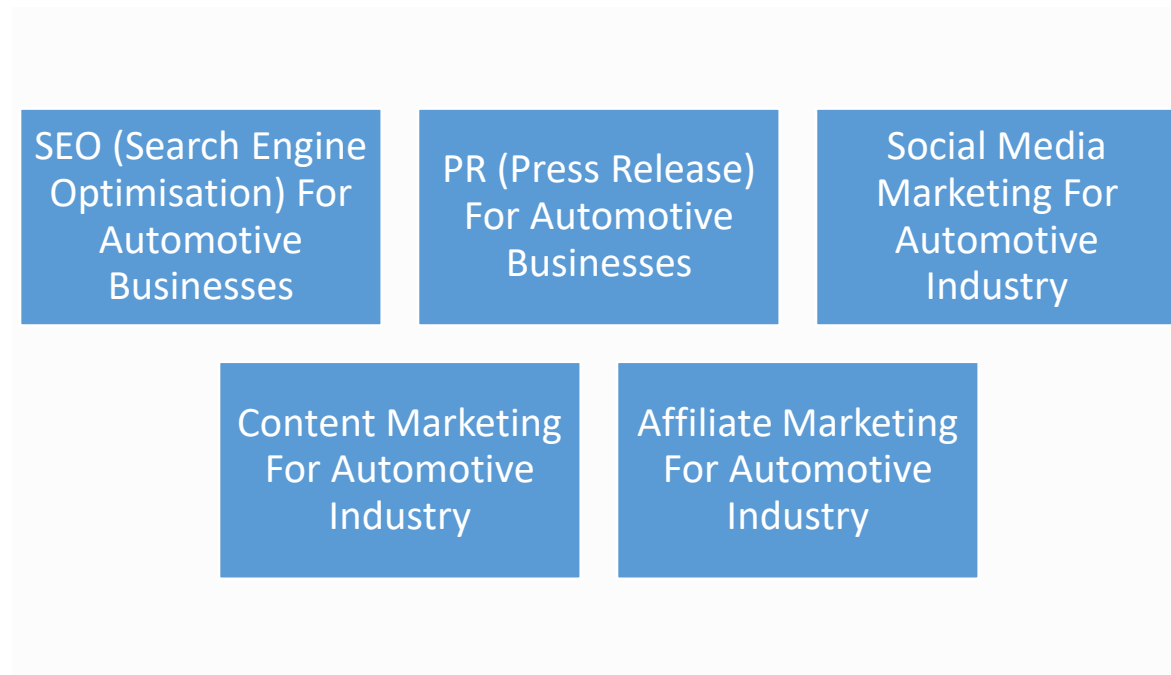 SEO (Search Engine
Optimisation) For
Automotive
Businesses
PR (Press Release)
For Automotive
Businesses
Social Media
Marketing For
Automotive
Industry
Content Marketing
For Automotive
Industry
Affiliate Marketing
For Automotive
Industry